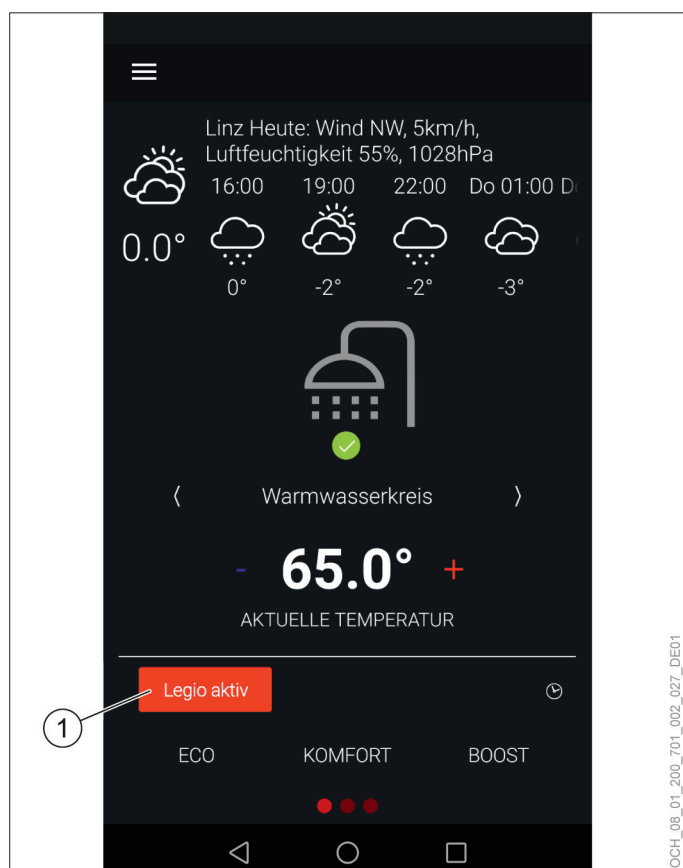 Linz Heute: Wind NW, 5km/h,
Luftfeuchtigkeit 55%, 1028hPa
16:00 19:00 22:00 Do 01:00 D
0.0°
0° -2° -2° -3°
Warmwasserkreis
- 65.0° +
AKTUELLE TEMPERATUR
Legio aktiv
1
ECO KOMFORT BOOST
OCH_08_01_200_701_002_027_DE01